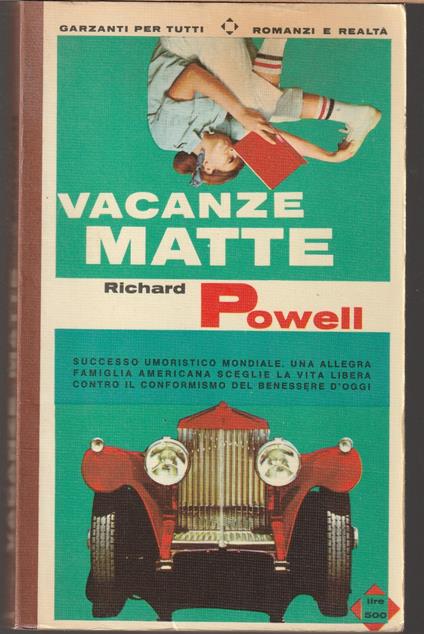 GARZANTI PER TUTTI ROMANZI E REALTÀ
VACANZE
MATTE
Richard Powell
SUCCESSO UMORISTICO MONDIALE. UNA ALLEGRA
FAMIGLIA AMERICANA SCEGLIE LA VITA LIBERA
CONTRO IL CONFORMISMO DEL BENESSERE D'OGGI
lire
500